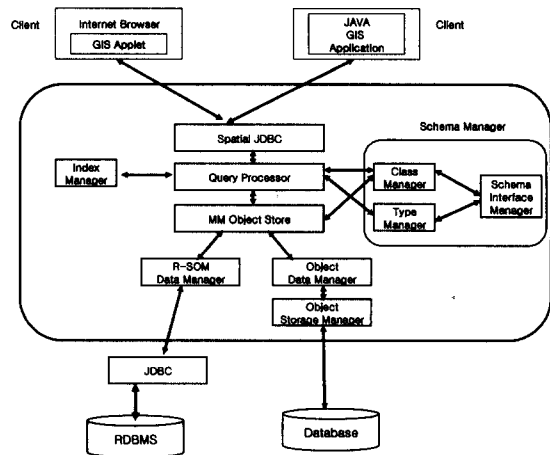 Client
Internet Browser
GIS Applet
JAVA
GIS
Application
Client
Spatial JDBC
Schema Manager
Index
Manager
Query Processor
Class
Manager
Schema
Interface
Manager
MM Object Store
Type
Manager
R-SOM
Data Manager
Object
Data Manager
Object
Storage Manager
JDBC
RDBMS
Database